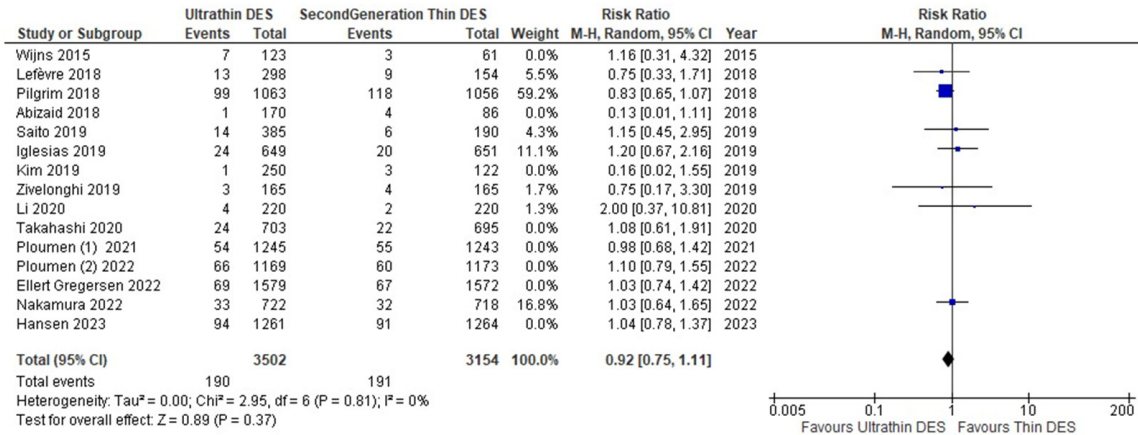 Ultrathin DES SecondGeneration Thin DES Risk Ratio Risk Ratio
Study or Subgroup Events Total Events Total Weight M-H, Random, 95% CI Year M-H, Random, 95% CI
Wijns 2015 7 123 3 61 0.0% 1.16 [0.31, 4.32] 2015
Lefèvre 2018 13 298 9 154 5.5% 0.75 [0.33, 1.71] 2018
Pilgrim 2018 99 1063 118 1056 59.2% 0.83 [0.65, 1.07] 2018
Abizaid 2018 1 170 4 86 0.0% 0.13 [0.01, 1.11] 2018
Saito 2019 14 385 6 190 4.3% 1.15 [0.45, 2.95] 2019
Iglesias 2019 24 649 20 651 11.1% 1.20 [0.67, 2.16] 2019
Kim 2019 1 250 3 122 0.0% 0.16 [0.02, 1.55] 2019
Zivelonghi 2019 3 165 4 165 1.7% 0.75 [0.17, 3.30] 2019
Li 2020 4 220 2 220 1.3% 2.00 [0.37, 10.81] 2020
Takahashi 2020 24 703 22 695 0.0% 1.08 [0.61, 1.91] 2020
Ploumen (1) 2021 54 1245 55 1243 0.0% 0.98 [0.68, 1.42] 2021
Ploumen (2) 2022 66 1169 60 1173 0.0% 1.10 [0.79, 1.55] 2022
Ellert Gregersen 2022 69 1579 67 1572 0.0% 1.03 [0.74, 1.42] 2022
Nakamura 2022 33 722 32 718 16.8% 1.03 [0.64, 1.65] 2022
Hansen 2023 94 1261 91 1264 0.0% 1.04 [0.78, 1.37] 2023
Total (95% CI) 3502 3154 100.0% 0.92 [0.75, 1.11]
Total events 190 191
Heterogeneity: Tau² = 0.00; Chi² = 2.95, df = 6 (P = 0.81); I² = 0%
Test for overall effect: Z = 0.89 (P = 0.37)
0.005 0.1 1 10 200
Favours Ultrathin DES Favours Thin DES